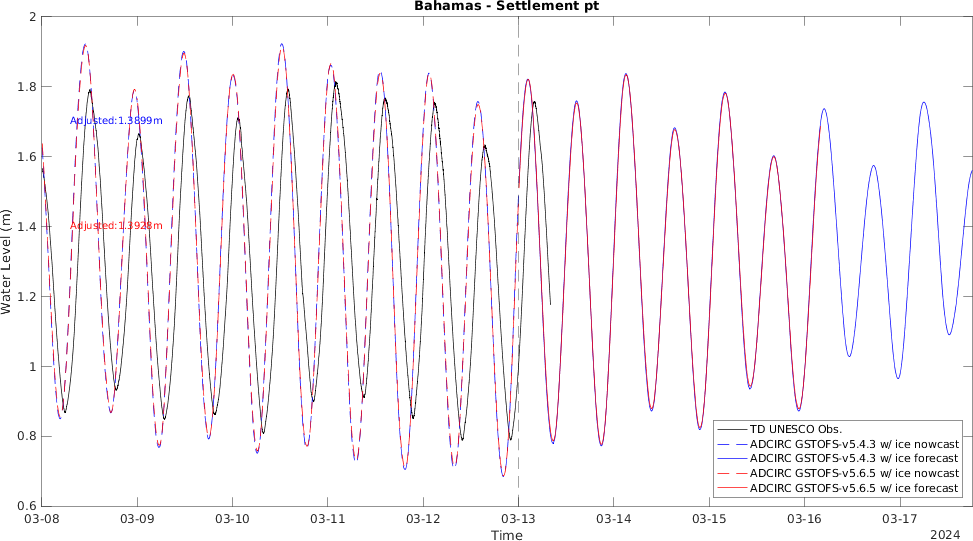 Bahamas - Settlement pt
2
1.8
1.6
1.4
1.2
1
0.8
0.6
Water Level (m)
Adjusted:1.3899m
Adjusted:1.3928m
TD UNESCO Obs.
ADCIRC GSTOFS-v5.4.3 w/ ice nowcast
ADCIRC GSTOFS-v5.4.3 w/ ice forecast
ADCIRC GSTOFS-v5.6.5 w/ ice nowcast
ADCIRC GSTOFS-v5.6.5 w/ ice forecast
03-08 03-09 03-10 03-11 03-12 03-13 03-14 03-15 03-16 03-17
Time
2024